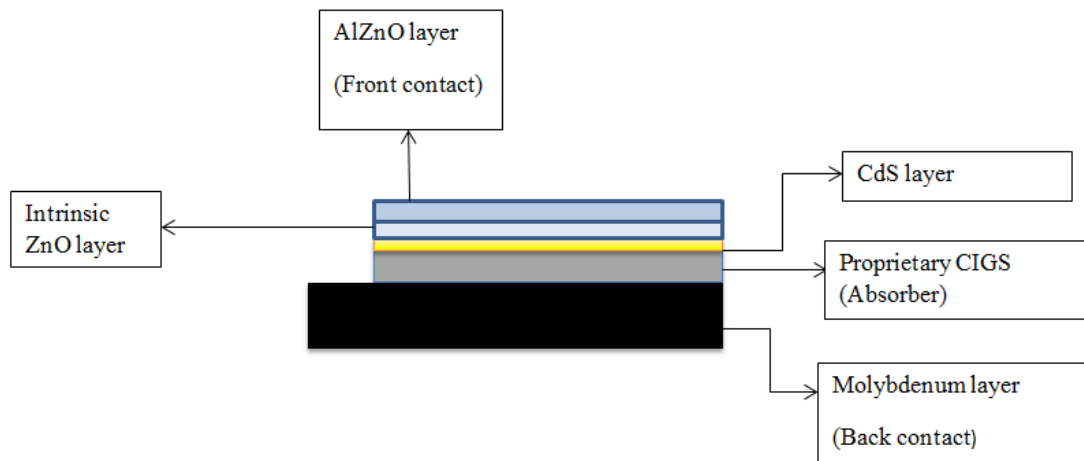 AlZnO layer
(Front contact)
CdS layer
Intrinsic
ZnO layer
Proprietary CIGS
(Absorber)
Molybdenum layer
(Back contact)